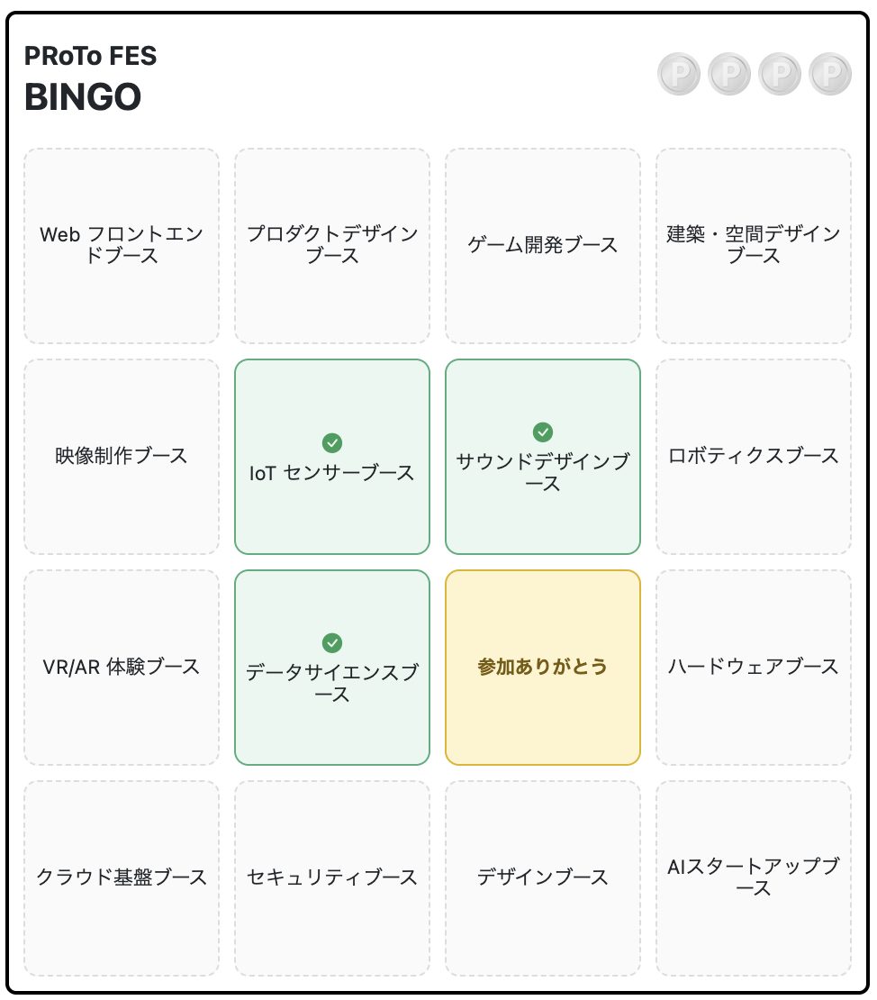 PRoTo FES
BINGO
P P P P
Web フロントエン
ドブース
プロダクトデザイン
ブース
ゲーム開発ブース
建築・空間デザイン
ブース
映像制作ブース
IoT センサーブース
サウンドデザインブ
ース
ロボティクスブース
VR/AR 体験ブース
データサイエンスブ
ース
参加ありがとう
ハードウェアブース
クラウド基盤ブース
セキュリティブース
デザインブース
AIスタートアップブ
ース